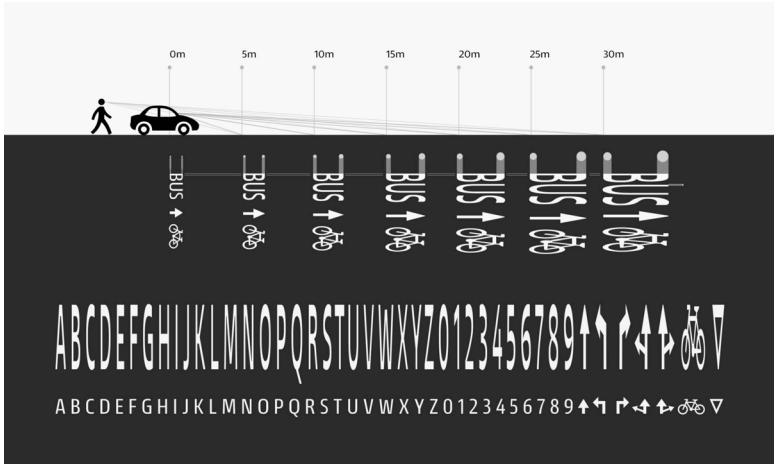 0m 5m 10m 15m 20m 25m 30m
BUS BUS BUS BUS BUS BUS BUS
ABCDEFGHIJKLMNOPQRSTUVWXYZ0123456789
ABCDEFGHIJKLMNOPQRSTUVWXYZ0123456789